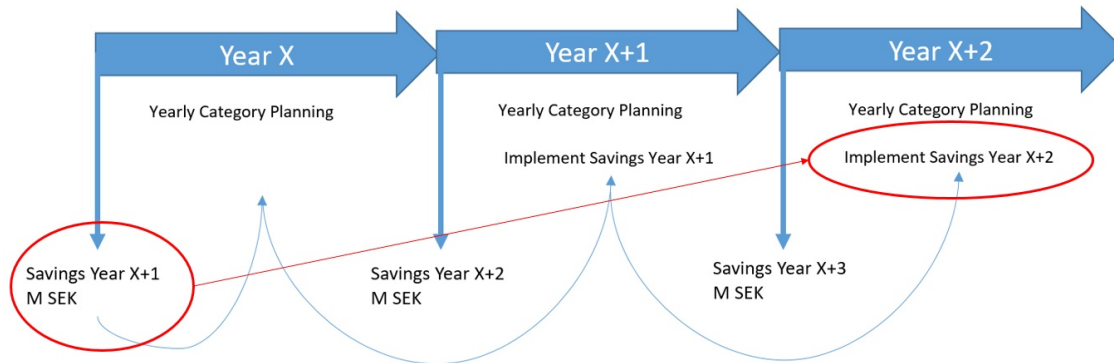 Year X
Year X+1
Year X+2
Yearly Category Planning
Yearly Category Planning
Yearly Category Planning
Implement Savings Year X+1
Implement Savings Year X+2
Savings Year X+1
M SEK
Savings Year X+2
M SEK
Savings Year X+3
M SEK